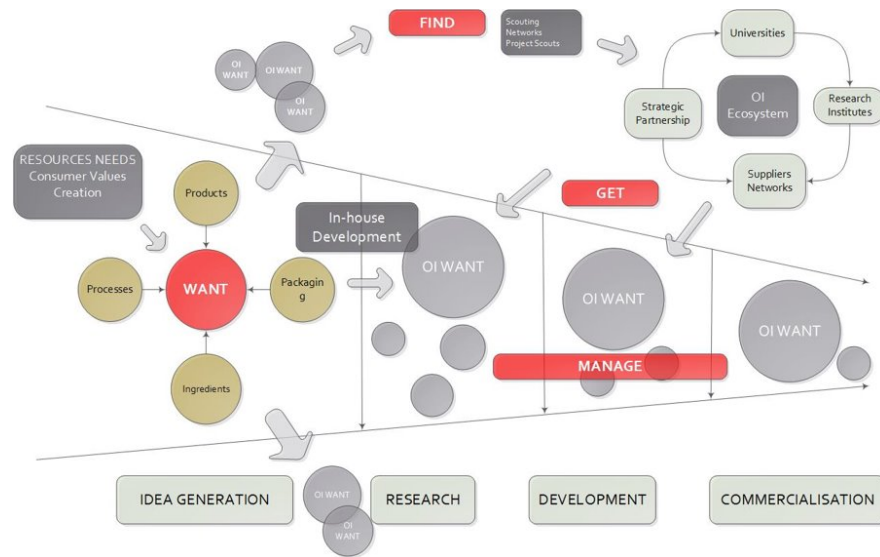 FIND
Scouting
Networks
Project Scouts
Universities
OI
WANT
OI WANT
OI
WANT
Strategic
Partnership
OI
Ecosystem
Research
Institutes
Suppliers
Networks
RESOURCES NEEDS
Consumer Values
Creation
Products
GET
In-house
Development
Processes
WANT
Packagin
g
Ingredients
OI WANT
OI WANT
OI WANT
MANAGE
IDEA GENERATION
OI WANT
OI
WANT
RESEARCH
DEVELOPMENT
COMMERCIALISATION